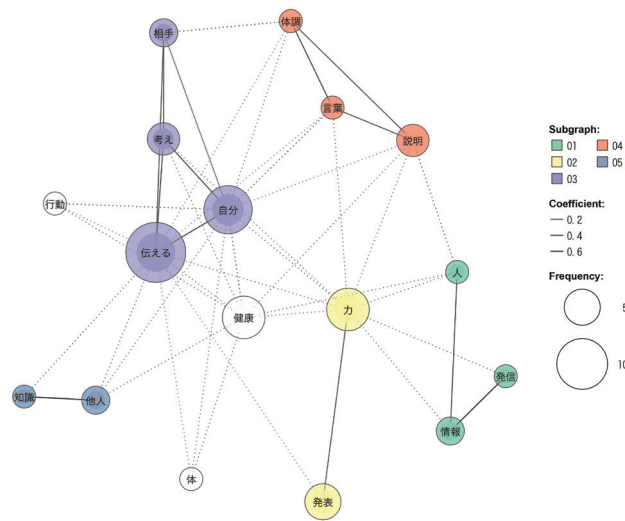 相手
体調
言葉
考え
説明
行動
自分
伝える
人
健康
力
知識
他人
発信
情報
体
発表
Subgraph:
01
04
02
05
03
Coefficient:
0.2
0.4
0.6
Frequency:
5
10